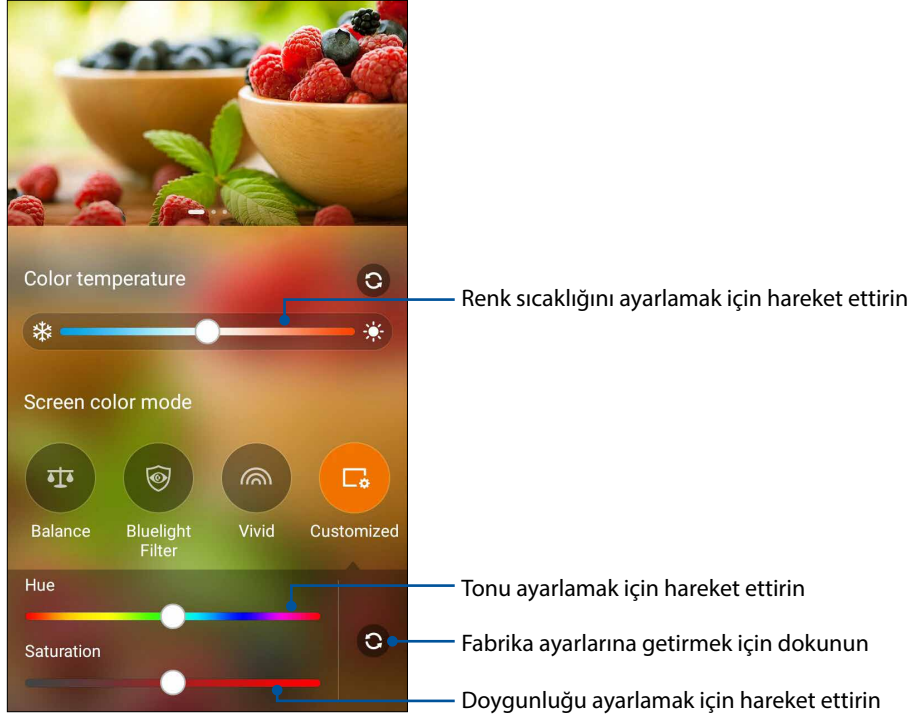 Color temperature
Renk sıcaklığını ayarlamak için hareket ettirin
Screen color mode
Balance
Bluelight
Filter
Vivid
Customized
Hue
Tonu ayarlamak için hareket ettirin
Fabrika ayarlarına getirmek için dokunun
Saturation
Doygunluğu ayarlamak için hareket ettirin